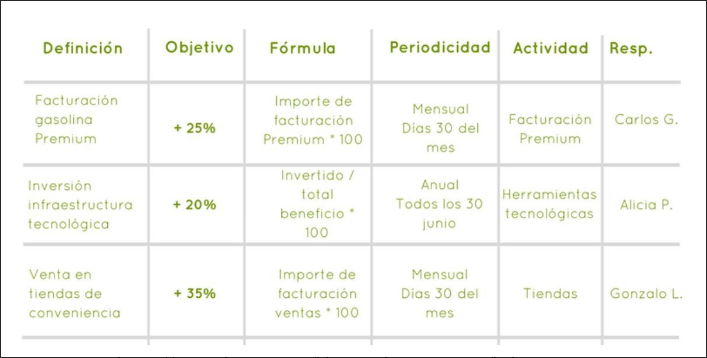 Definición Objetivo Fórmula Periodicidad Actividad Resp.
Facturación
gasolina
Premium
+ 25%
Importe de
facturación
Premium * 100
Mensual
Días 30 del
mes
Facturación
Premium
Carlos G.
Inversión
infraestructura
tecnológica
+ 20%
Invertido /
total
beneficio *
100
Anual
Todos los 30
junio
Herramientas
tecnológicas
Alicia P.
Venta en
tiendas de
conveniencia
+ 35%
Importe de
facturación
ventas * 100
Mensual
Días 30 del
mes
Tiendas
Gonzalo L.